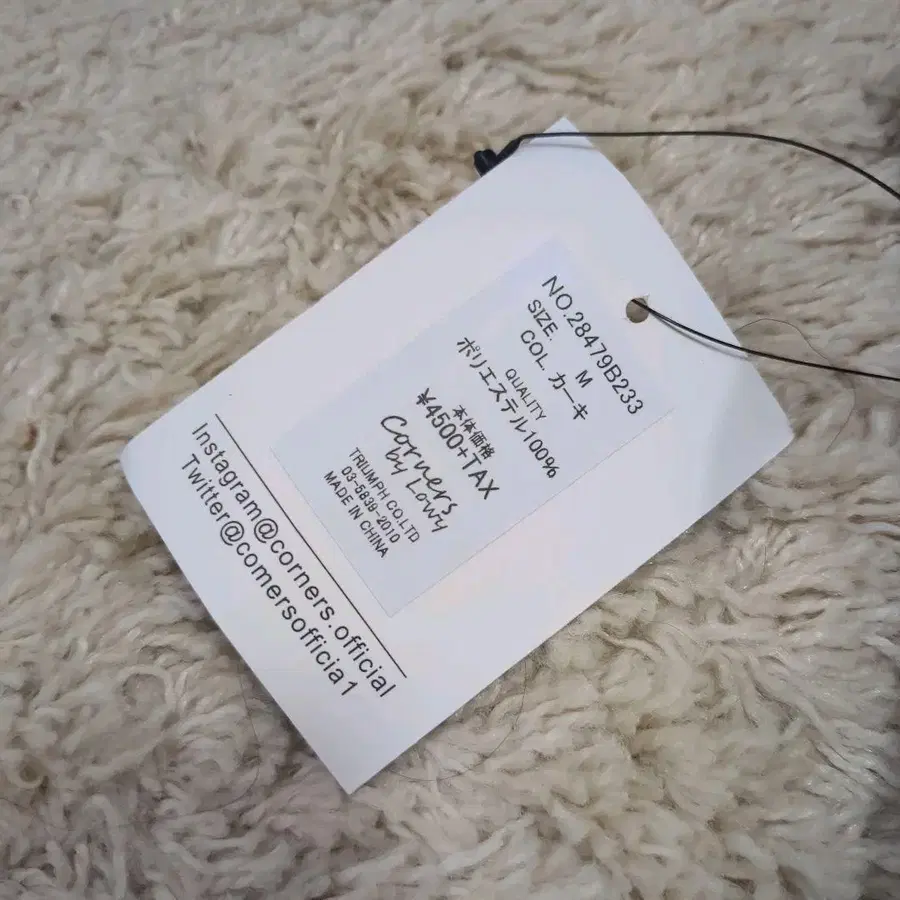 NO.28479B233
SIZE. M
COL. カーキ
QUALITY
ポリエステル100%
本体価格
¥4500+TAX
Corners
by Lowy
TRIUMPH CO,LTD
03-5839-2010
MADE IN CHINA
Instagram@corners.official
Twitter@comersofficia1